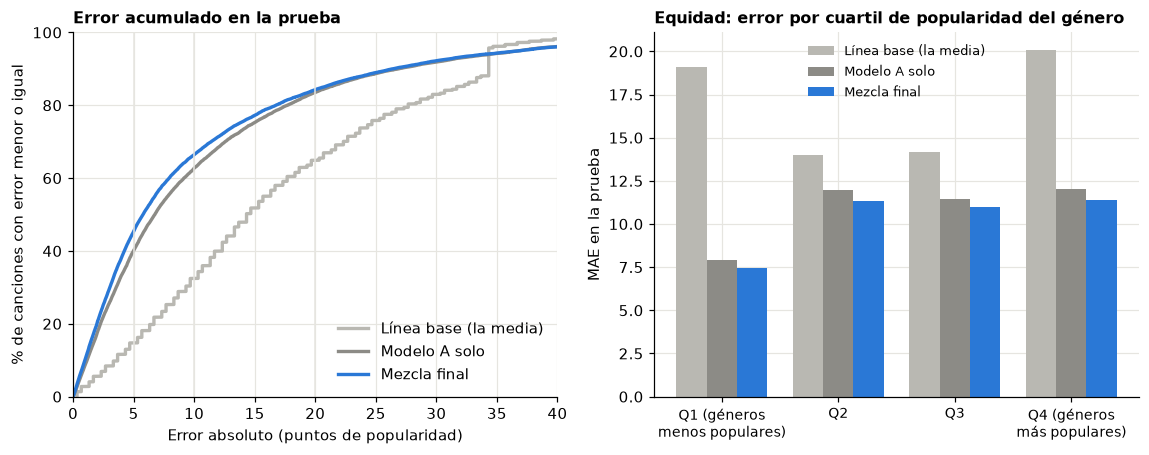 Error acumulado en la prueba
100
80
60
40
20
0
% de canciones con error menor o igual
0 5 10 15 20 25 30 35 40
Error absoluto (puntos de popularidad)
Línea base (la media)
Modelo A solo
Mezcla final
Equidad: error por cuartil de popularidad del género
20.0
17.5
15.0
12.5
10.0
7.5
5.0
2.5
0.0
MAE en la prueba
Línea base (la media)
Modelo A solo
Mezcla final
Q1 (géneros
menos populares)
Q2
Q3
Q4 (géneros
más populares)